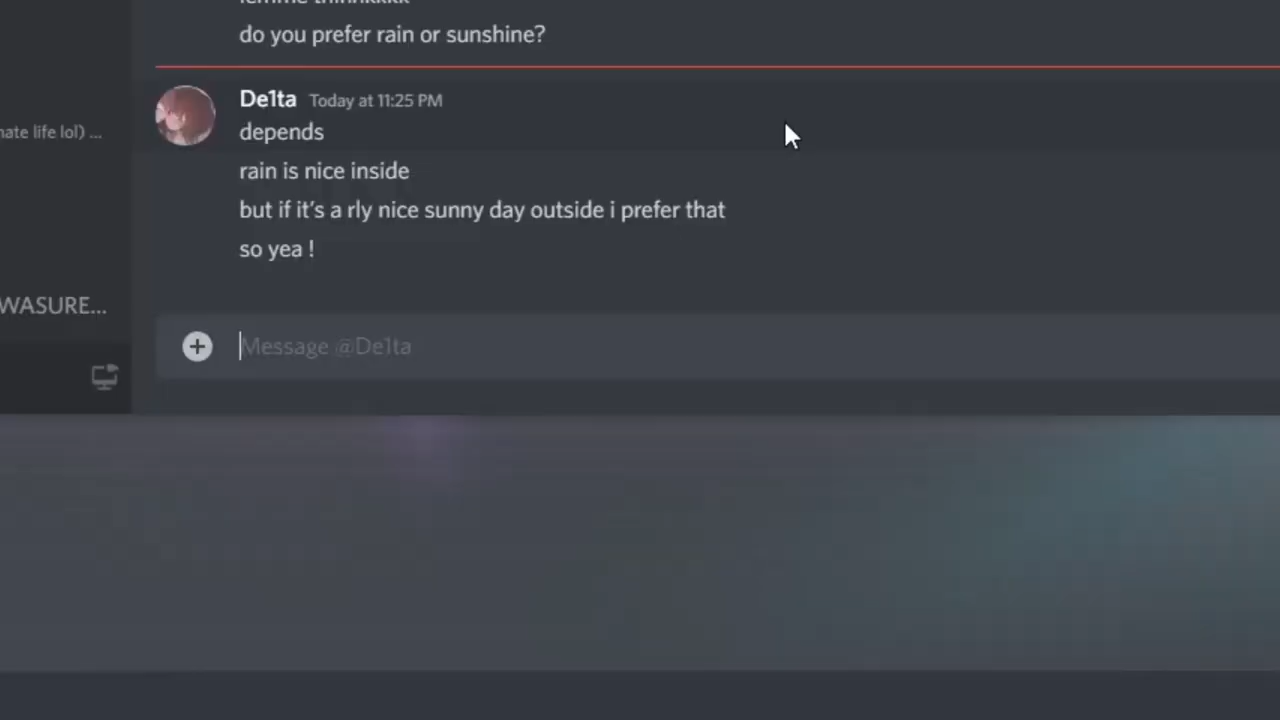 do you prefer rain or sunshine?
De1ta Today at 11:25 PM
depends
nate life lol) ...
rain is nice inside
but if it's a rly nice sunny day outside i prefer that
so yea !
WASURE...
Message @De1ta